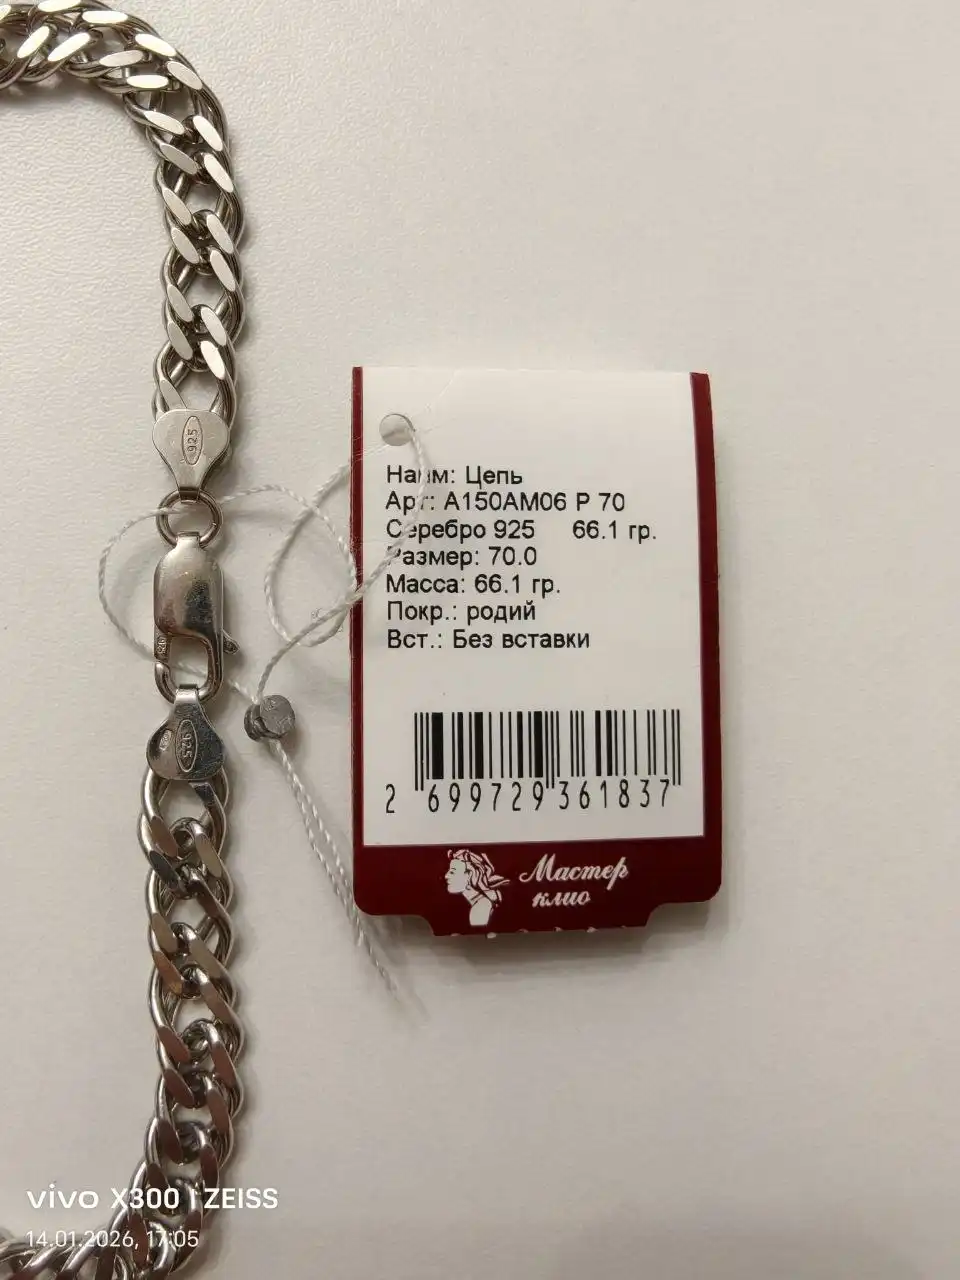 925
925
Наим: Цепь
Арт: А150АМ06 Р 70
Серебро 925 66.1 гр.
Размер: 70.0
Масса: 66.1 гр.
Покр.: родий
Вст.: Без вставки
2 699729 361837
Мастер
клио
vivo X300 | ZEISS
14.01.2026, 17:05